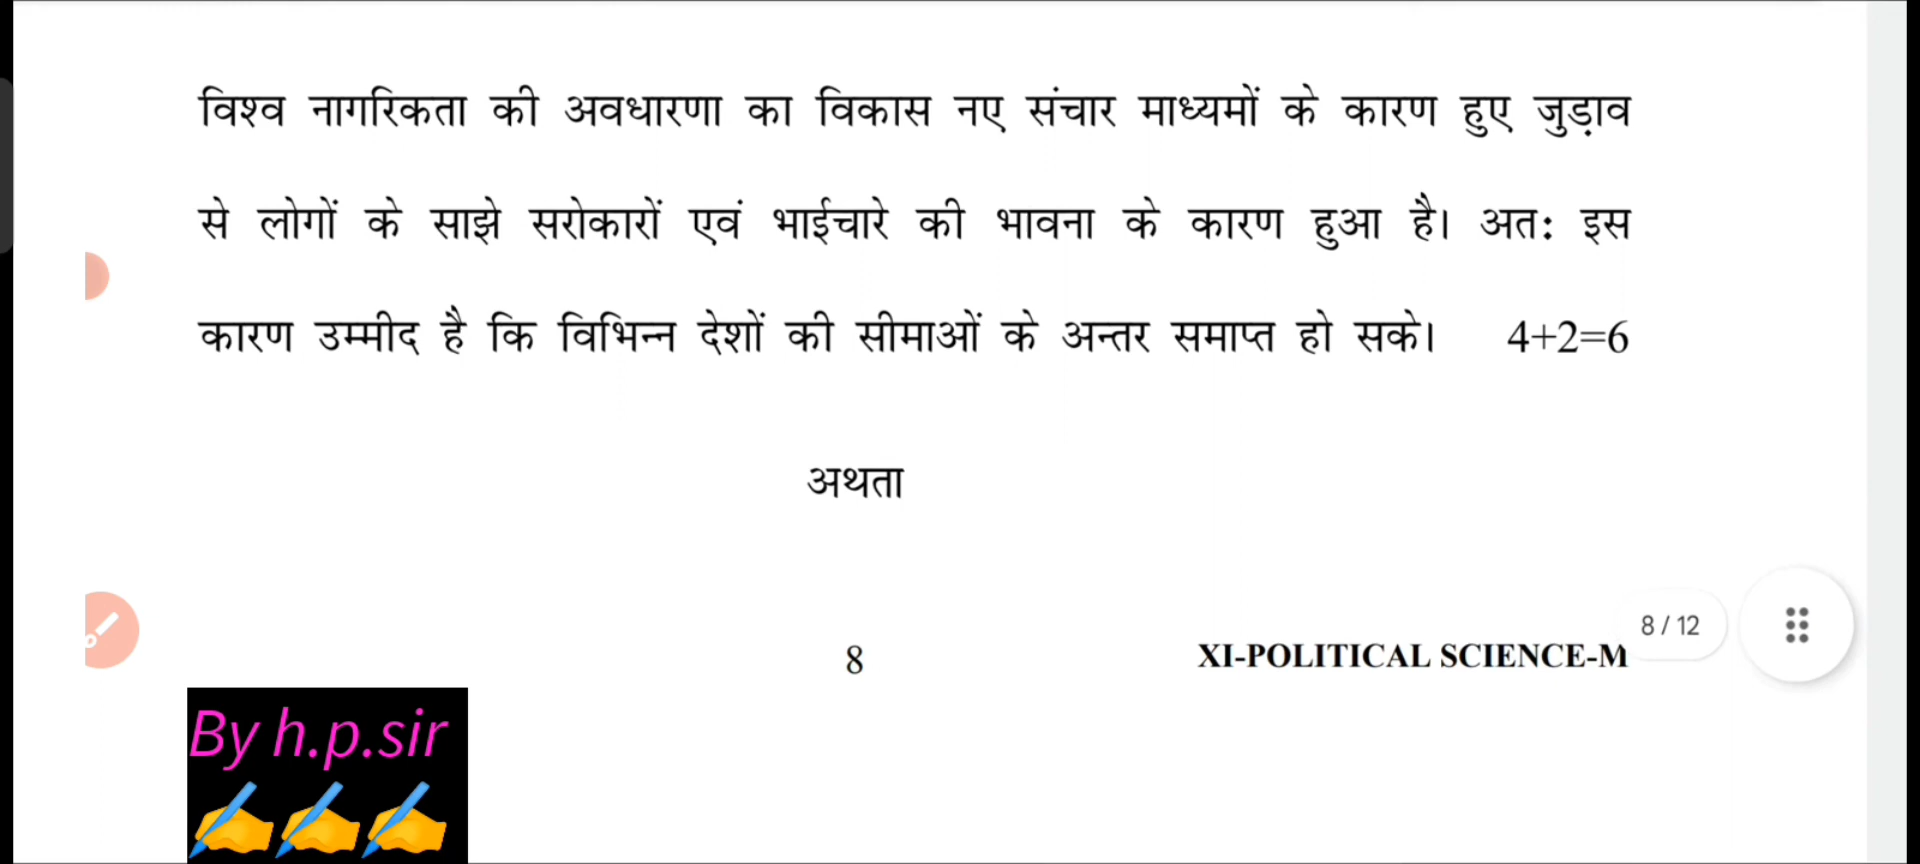 विश्व नागरिकता की अवधारणा का विकास नए संचार माध्यमों के कारण हुए जुड़ाव
से लोगों के साझे सरोकारों एवं भाईचारे की भावना के कारण हुआ है। अतः इस
कारण उम्मीद है कि विभिन्न देशों की सीमाओं के अन्तर समाप्त हो सके। 4+2=6
अथता
8 / 12
8 XI-POLITICAL SCIENCE-M
By h.p.sir
✍✍✍